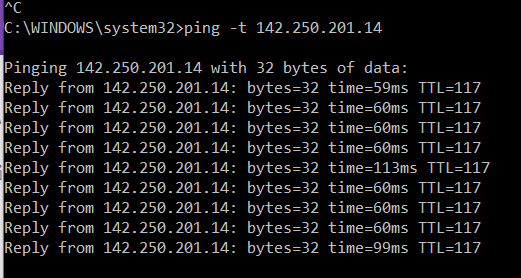 ^C
C:\WINDOWS\system32>ping -t 142.250.201.14
Pinging 142.250.201.14 with 32 bytes of data:
Reply from 142.250.201.14: bytes=32 time=59ms TTL=117
Reply from 142.250.201.14: bytes=32 time=60ms TTL=117
Reply from 142.250.201.14: bytes=32 time=60ms TTL=117
Reply from 142.250.201.14: bytes=32 time=60ms TTL=117
Reply from 142.250.201.14: bytes=32 time=113ms TTL=117
Reply from 142.250.201.14: bytes=32 time=60ms TTL=117
Reply from 142.250.201.14: bytes=32 time=60ms TTL=117
Reply from 142.250.201.14: bytes=32 time=60ms TTL=117
Reply from 142.250.201.14: bytes=32 time=99ms TTL=117